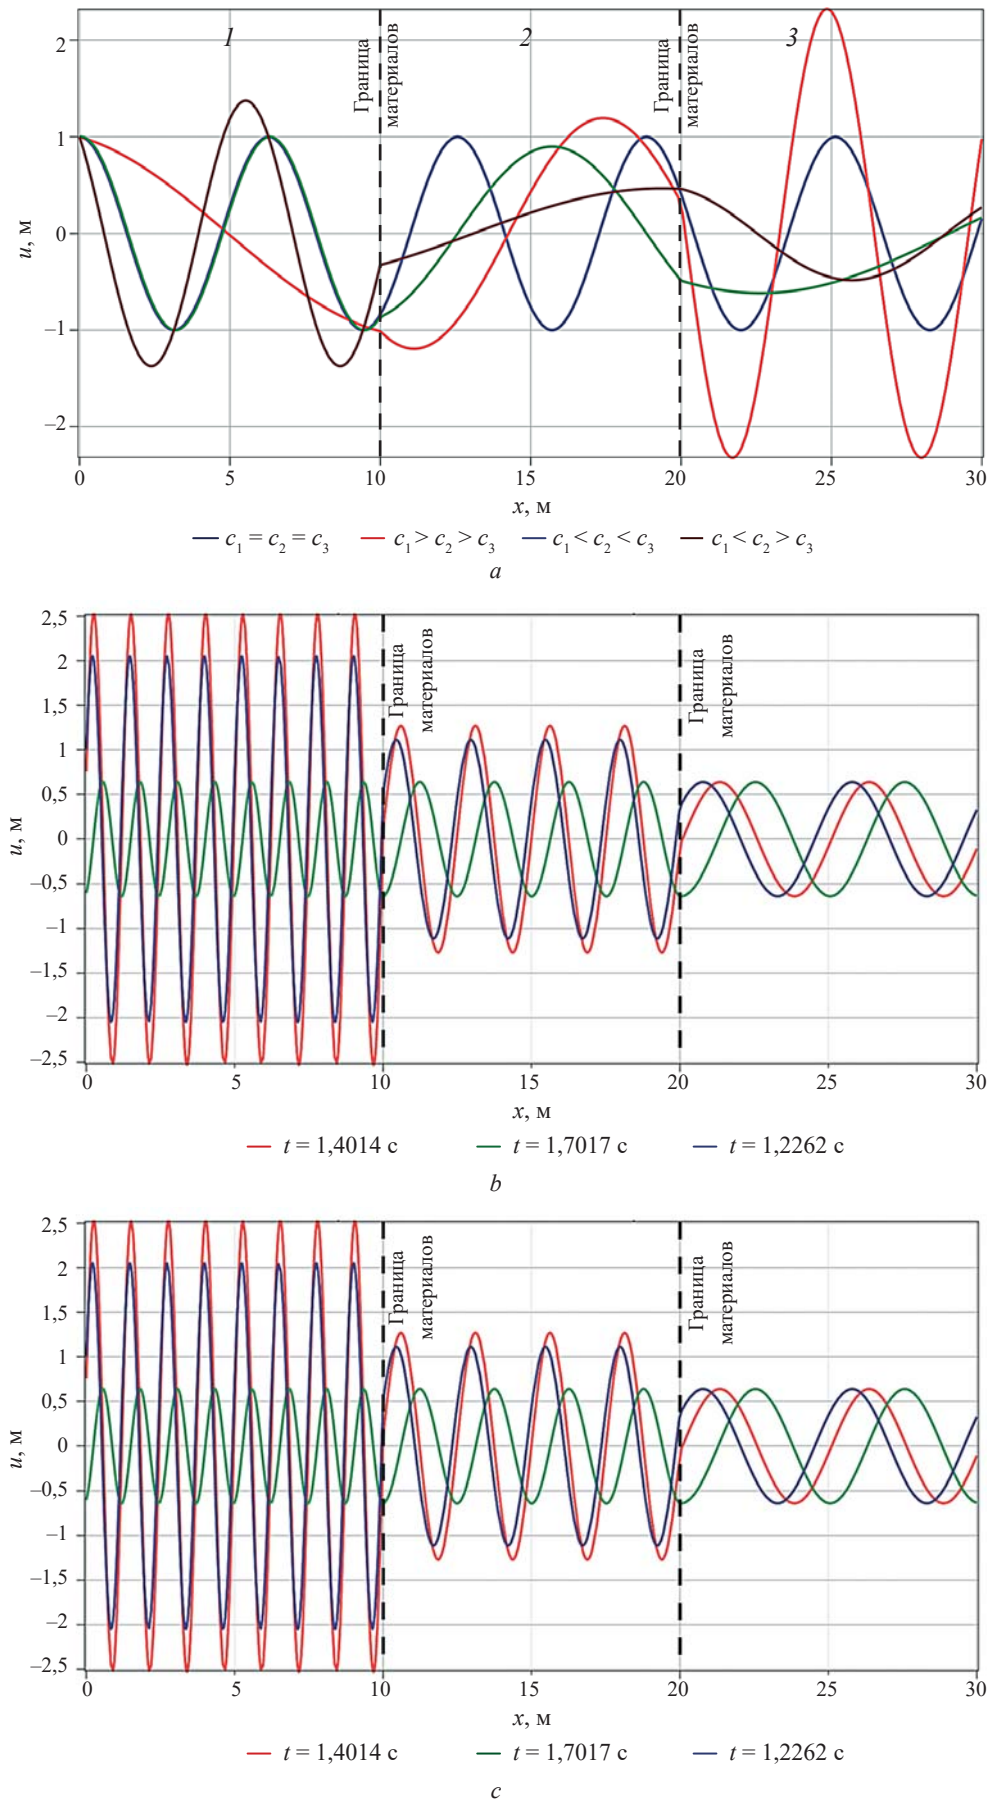 1 2 3
Граница
материалов
Граница
материалов
2
1
0
–1
–2
u, м
0 5 10 15 20 25 30
x, м
c1 = c2 = c3 c1 > c2 > c3 c1 < c2 < c3 c1 < c2 > c3
a
2,5
2
1,5
1
0,5
0
–0,5
–1
–1,5
–2
–2,5
u, м
Граница
материалов
Граница
материалов
0 5 10 15 20 25 30
x, м
t = 1,4014 с t = 1,7017 с t = 1,2262 с
b
2,5
2
1,5
1
0,5
0
–0,5
–1
–1,5
–2
–2,5
u, м
Граница
материалов
Граница
материалов
0 5 10 15 20 25 30
x, м
t = 1,4014 с t = 1,7017 с t = 1,2262 с
c